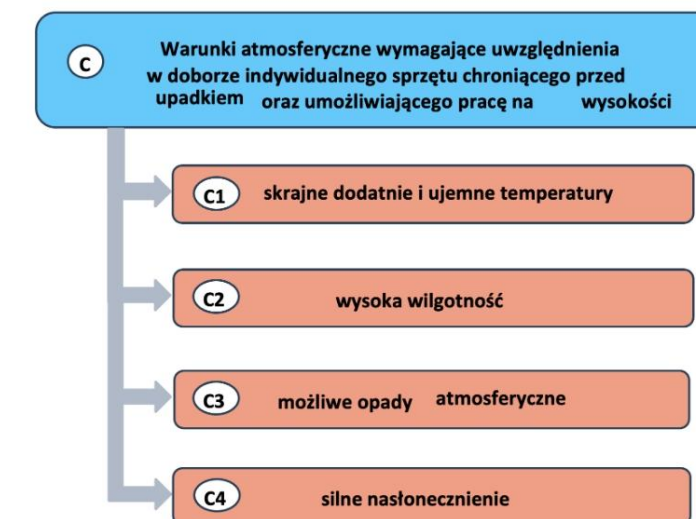 C
Warunki atmosferyczne wymagające uwzględnienia
w doborze indywidualnego sprzętu chroniącego przed
upadkiem oraz umożliwiającego pracę na wysokości
C1 skrajne dodatnie i ujemne temperatury
C2 wysoka wilgotność
C3 możliwe opady atmosferyczne
C4 silne nasłonecznienie